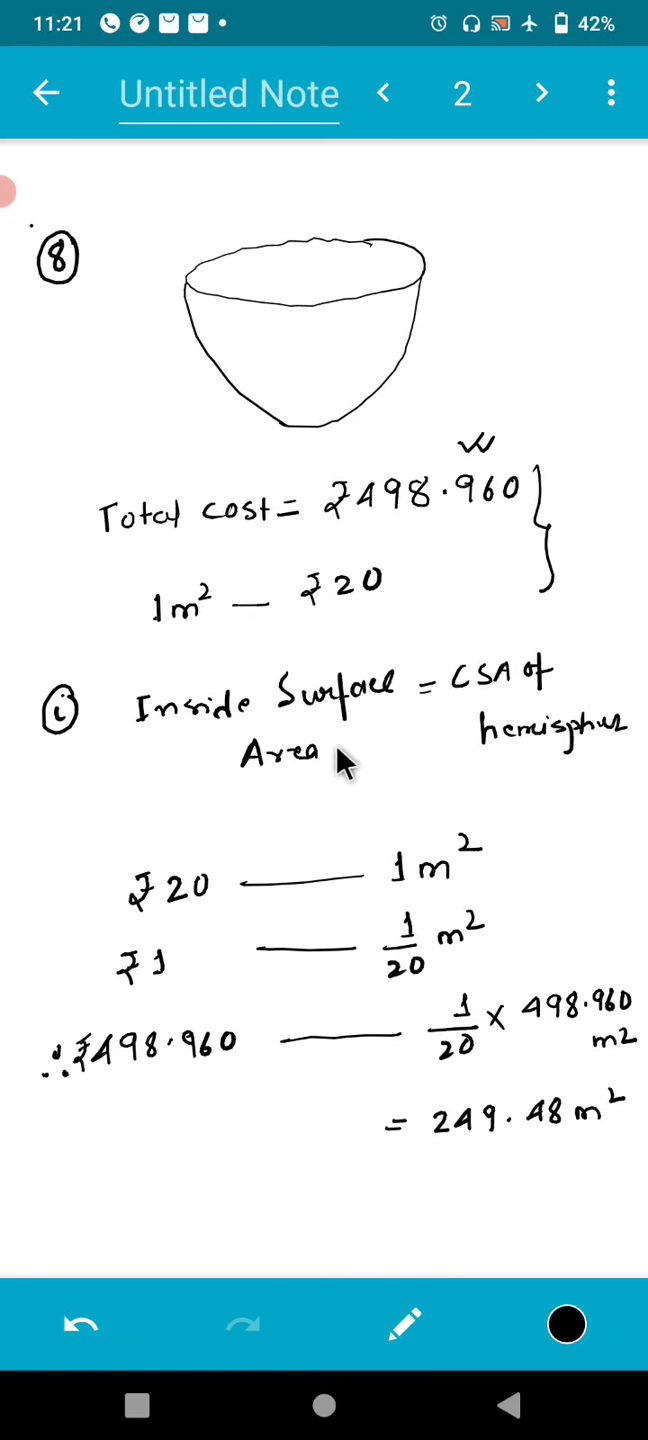 11:21
42%
Untitled Note
2
8
Total cost = ₹498.960
1m² — ₹20
i Inside Surface = CSA of
Area hemisphere
₹20 — 1m²
₹1 — 1/20 m²
∴ ₹498.960 — 1/20 × 498.960
m2
= 249.48 m²